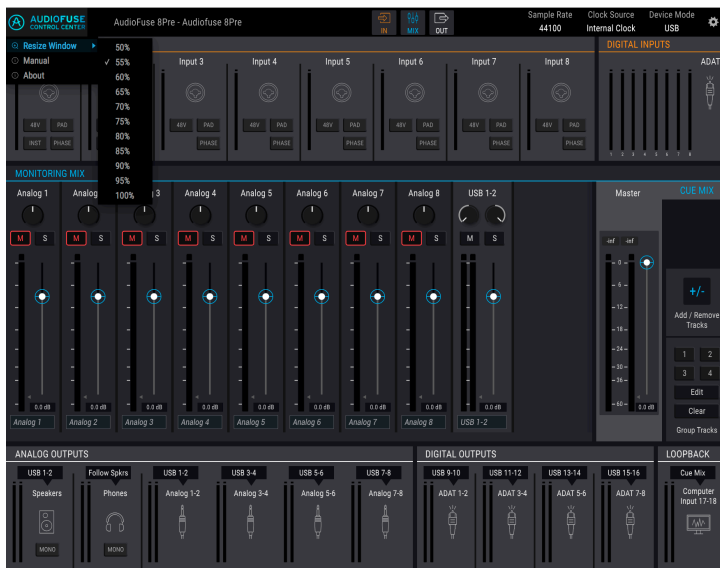 AUDIOFUSE
CONTROL CENTER
AudioFuse 8Pre - Audiofuse 8Pre
IN
MIX
OUT
Sample Rate
44100
Clock Source
Internal Clock
Device Mode
USB
Resize Window
Manual
About
50%
✓ 55%
60%
65%
70%
75%
80%
85%
90%
95%
100%
DIGITAL INPUTS
Input 3 Input 4 Input 5 Input 6 Input 7 Input 8 ADAT
48V PAD 48V PAD 48V PAD 48V PAD 48V PAD 48V PAD 48V PAD
INST PHASE PHASE PHASE PHASE PHASE PHASE PHASE
1 2 3 4 5 6 7 8
MONITORING MIX
CUE MIX
Analog 1 Analog 3 Analog 4 Analog 5 Analog 6 Analog 7 Analog 8 USB 1-2 Master
M S M S M S M S M S M S M S M S M S
-inf -inf
0
6
12
18
24
30
36
60
0.0 dB 0.0 dB 0.0 dB 0.0 dB 0.0 dB 0.0 dB 0.0 dB 0.0 dB 0.0 dB 0.0 dB
Analog 1 Analog 2 Analog 3 Analog 4 Analog 5 Analog 6 Analog 7 Analog 8 USB 1-2
+/-
Add / Remove
Tracks
1 2
3 4
Edit
Clear
Group Tracks
ANALOG OUTPUTS
DIGITAL OUTPUTS
LOOPBACK
USB 1-2 Follow Spkrs USB 1-2 USB 3-4 USB 5-6 USB 7-8 USB 9-10 USB 11-12 USB 13-14 USB 15-16 Cue Mix
Speakers Phones Analog 1-2 Analog 3-4 Analog 5-6 Analog 7-8 ADAT 1-2 ADAT 3-4 ADAT 5-6 ADAT 7-8 Computer
Input 17-18
MONO MONO